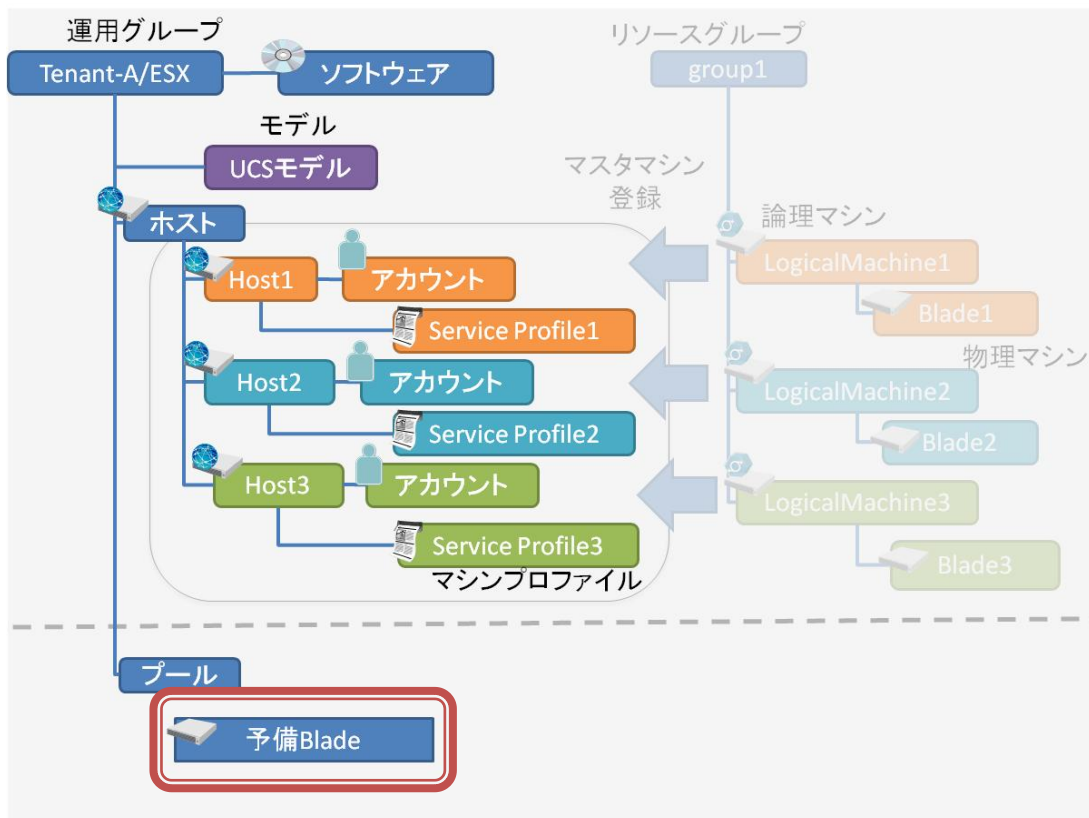 運用グループ
リソースグループ
Tenant-A/ESX
ソフトウェア
group1
モデル
UCSモデル
マスタマシン
登録
ホスト
論理マシン
Host1
アカウント
LogicalMachine1
Service Profile1
Blade1
物理マシン
Host2
アカウント
LogicalMachine2
Service Profile2
Blade2
Host3
アカウント
LogicalMachine3
Service Profile3
マシンプロファイル
Blade3
プール
予備Blade